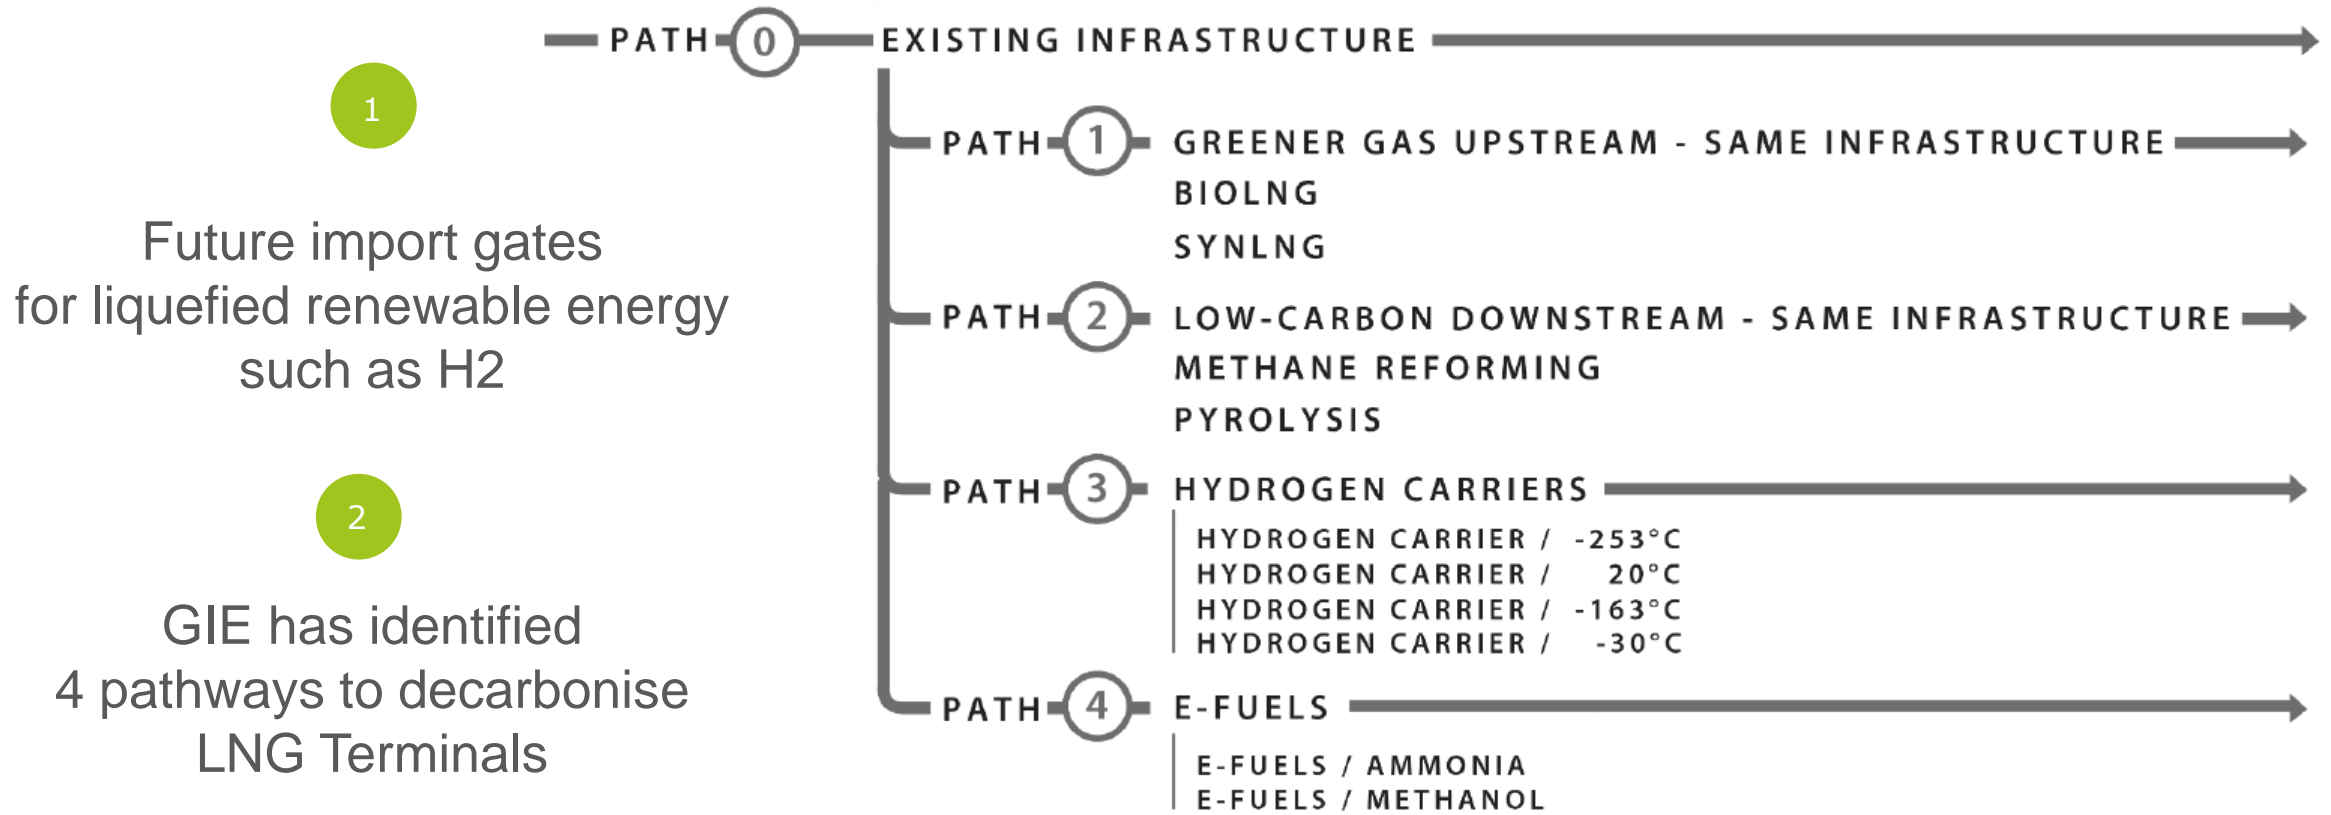 1
Future import gates
for liquefied renewable energy
such as H2
2
GIE has identified
4 pathways to decarbonise
LNG Terminals
PATH 0 EXISTING INFRASTRUCTURE
PATH 1 GREENER GAS UPSTREAM - SAME INFRASTRUCTURE
BIOLNG
SYNLNG
PATH 2 LOW-CARBON DOWNSTREAM - SAME INFRASTRUCTURE
METHANE REFORMING
PYROLYSIS
PATH 3 HYDROGEN CARRIERS
HYDROGEN CARRIER / -253°C
HYDROGEN CARRIER / 20°C
HYDROGEN CARRIER / -163°C
HYDROGEN CARRIER / -30°C
PATH 4 E-FUELS
E-FUELS / AMMONIA
E-FUELS / METHANOL